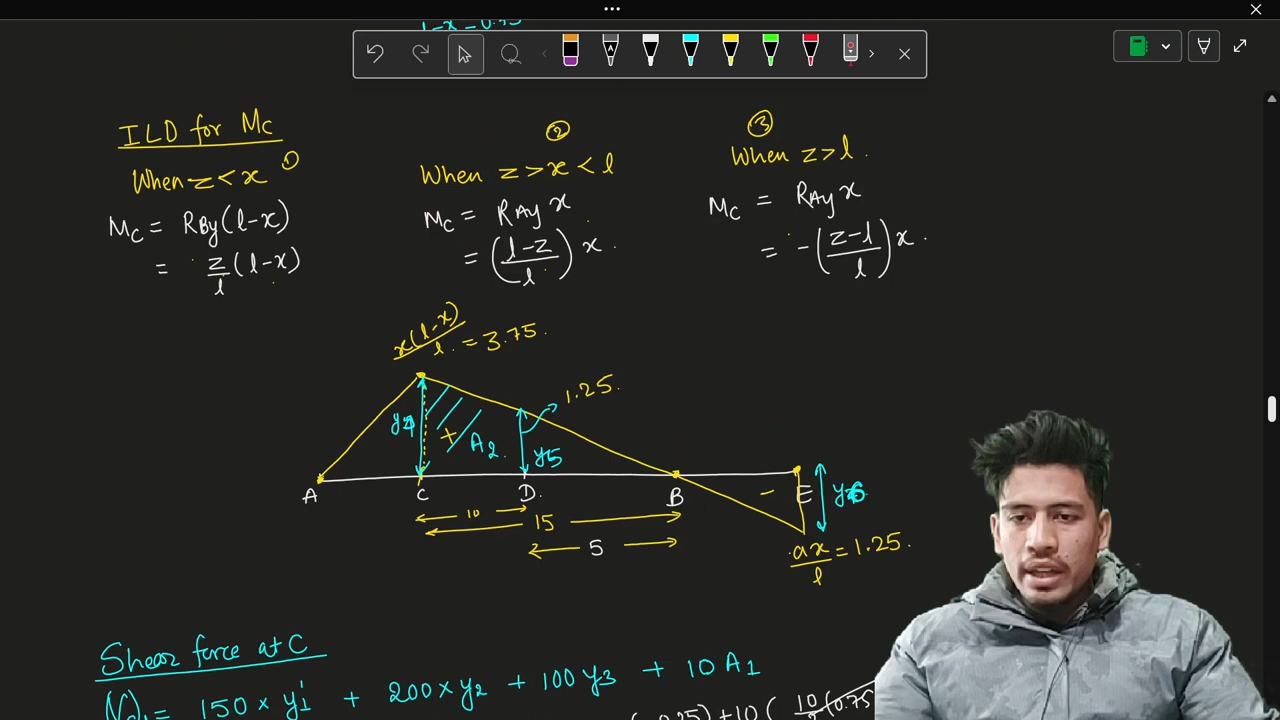 ILD for Mc
When z < x ①
Mc = RBy(l-x)
= z/l (l-x)
②
When z > x < l
Mc = RAy x
= (l-z/l) x
③
When z > l.
Mc = RAy x
= -(z-l/l) x.
x(l-x)/l. = 3.75.
1.25.
y4
+
A2
y5
A
C
D.
B
-
E
y6
10
15
5
ax/l = 1.25.
Shear force at C
= 150 × y1' + 200 × y2 + 100 y3 + 10 A1